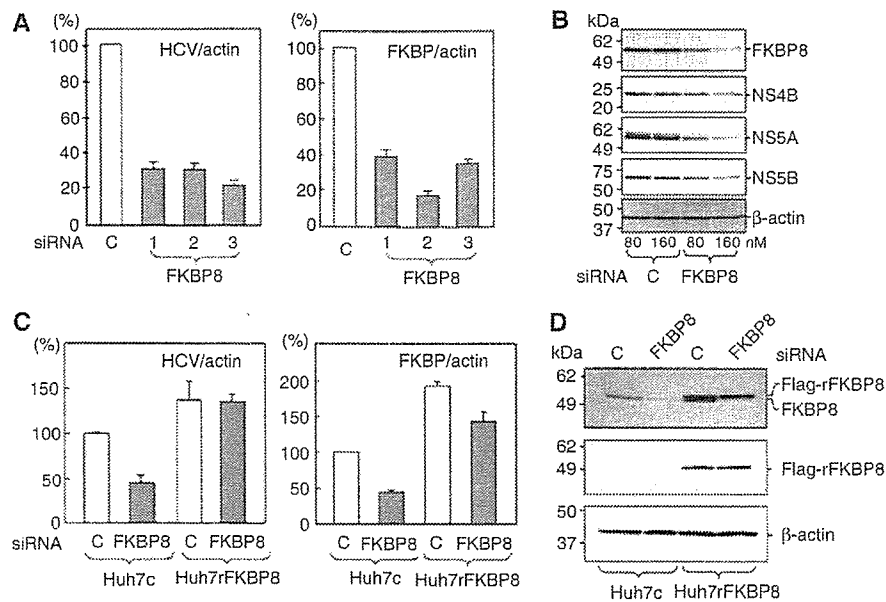 A
(%)
HCV/actin
100
80
60
40
20
0
siRNA C 1 2 3
FKBP8
(%)
FKBP/actin
100
80
60
40
20
0
C 1 2 3
FKBP8
B
kDa
62
49
FKBP8
25
20
NS4B
62
49
NS5A
75
50
NS5B
50
37
β-actin
80 160 80 160 nM
siRNA C FKBP8
C
(%)
HCV/actin
150
100
50
0
siRNA C FKBP8 C FKBP8
Huh7c Huh7rFKBP8
(%)
FKBP/actin
200
150
100
50
0
C FKBP8 C FKBP8
Huh7c Huh7rFKBP8
D
kDa
C FKBP8 C FKBP8 siRNA
62
49
Flag-rFKBP8
FKBP8
62
49
Flag-rFKBP8
50
37
β-actin
Huh7c Huh7rFKBP8